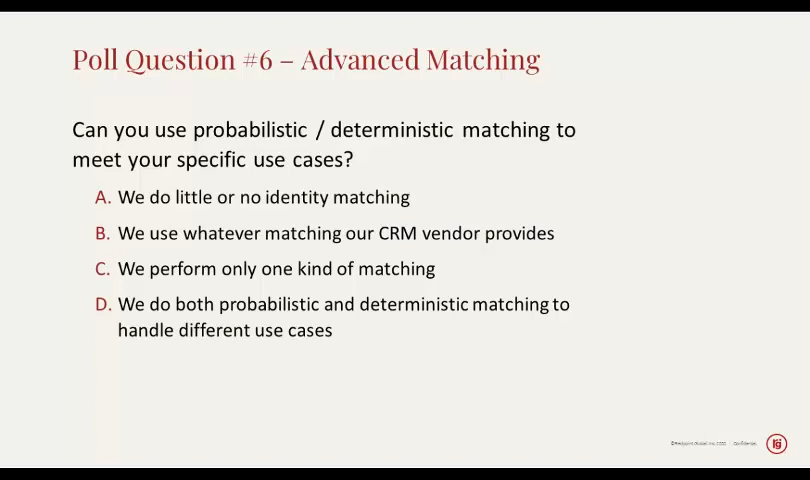 Poll Question #6 – Advanced Matching
Can you use probabilistic / deterministic matching to
meet your specific use cases?
A. We do little or no identity matching
B. We use whatever matching our CRM vendor provides
C. We perform only one kind of matching
D. We do both probabilistic and deterministic matching to
handle different use cases
Confidential